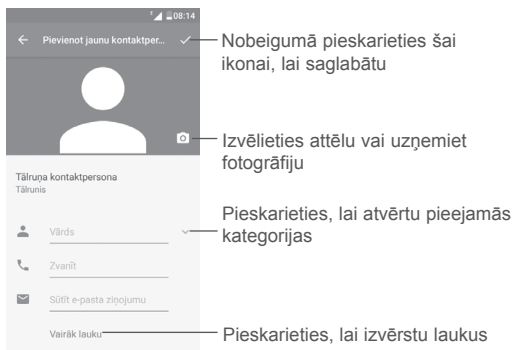 08:14
Pievienot jaunu kontaktper...
Nobeigumā pieskarieties šai
ikonai, lai saglabātu
Izvēlieties attēlu vai uzņemiet
fotogrāfiju
Tālruņa kontaktpersona
Tālrunis
Pieskarieties, lai atvērtu pieejamās
kategorijas
Vārds
Zvanīt
Sūtīt e-pasta ziņojumu
Vairāk lauku
Pieskarieties, lai izvērstu laukus